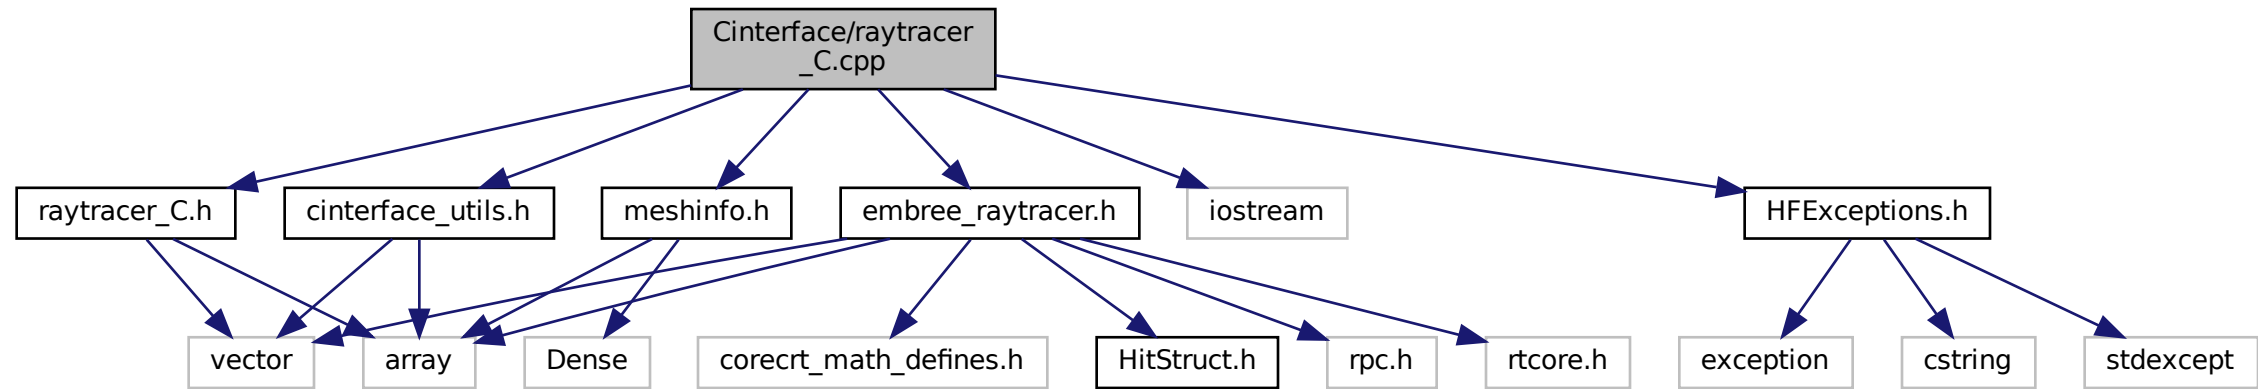 Cinterface/raytracer
_C.cpp
raytracer_C.h
cinterface_utils.h
meshinfo.h
embree_raytracer.h
iostream
HFExceptions.h
vector
array
Dense
corecrt_math_defines.h
HitStruct.h
rpc.h
rtcore.h
exception
cstring
stdexcept